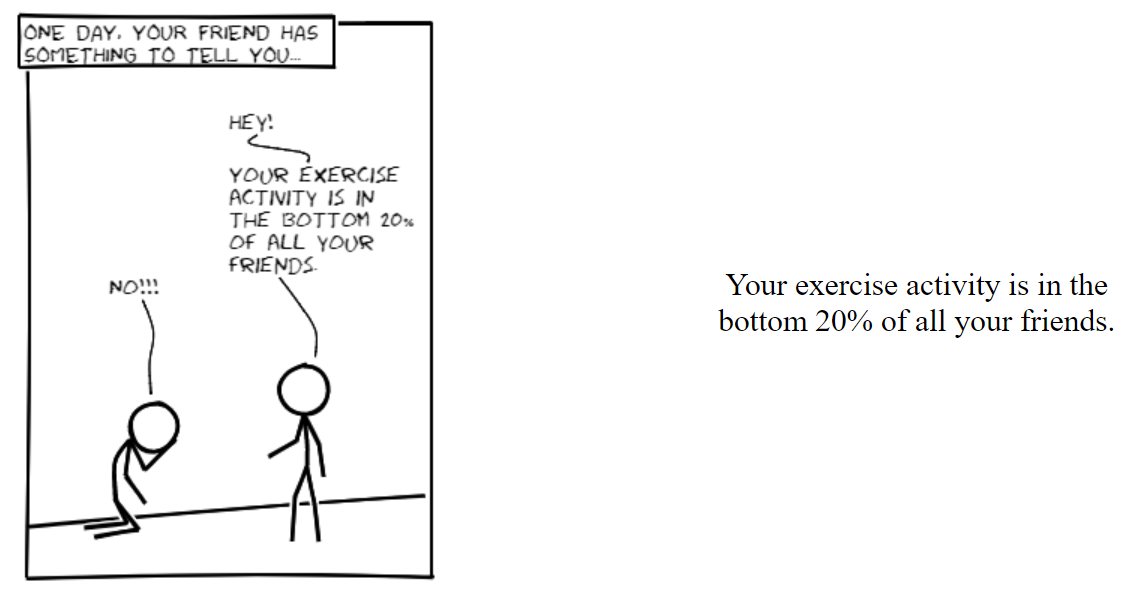 ONE DAY, YOUR FRIEND HAS
SOMETHING TO TELL YOU...
HEY!
YOUR EXERCISE
ACTIVITY IS IN
THE BOTTOM 20%
OF ALL YOUR
FRIENDS.
NO!!!
Your exercise activity is in the
bottom 20% of all your friends.